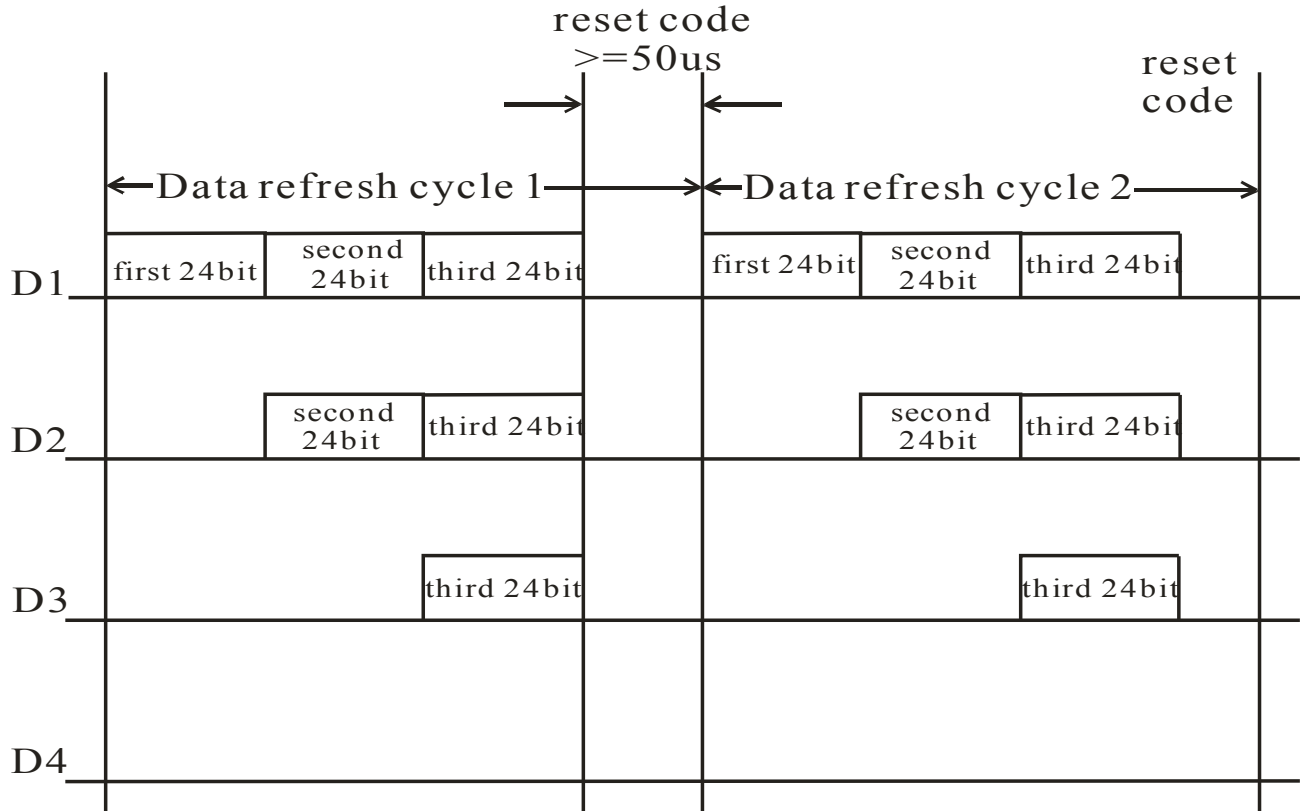 reset code
>=50us
reset
code
Data refresh cycle 1
Data refresh cycle 2
D1
first 24bit
second
24bit
third 24bit
first 24bit
second
24bit
third 24bit
D2
second
24bit
third 24bit
second
24bit
third 24bit
D3
third 24bit
third 24bit
D4